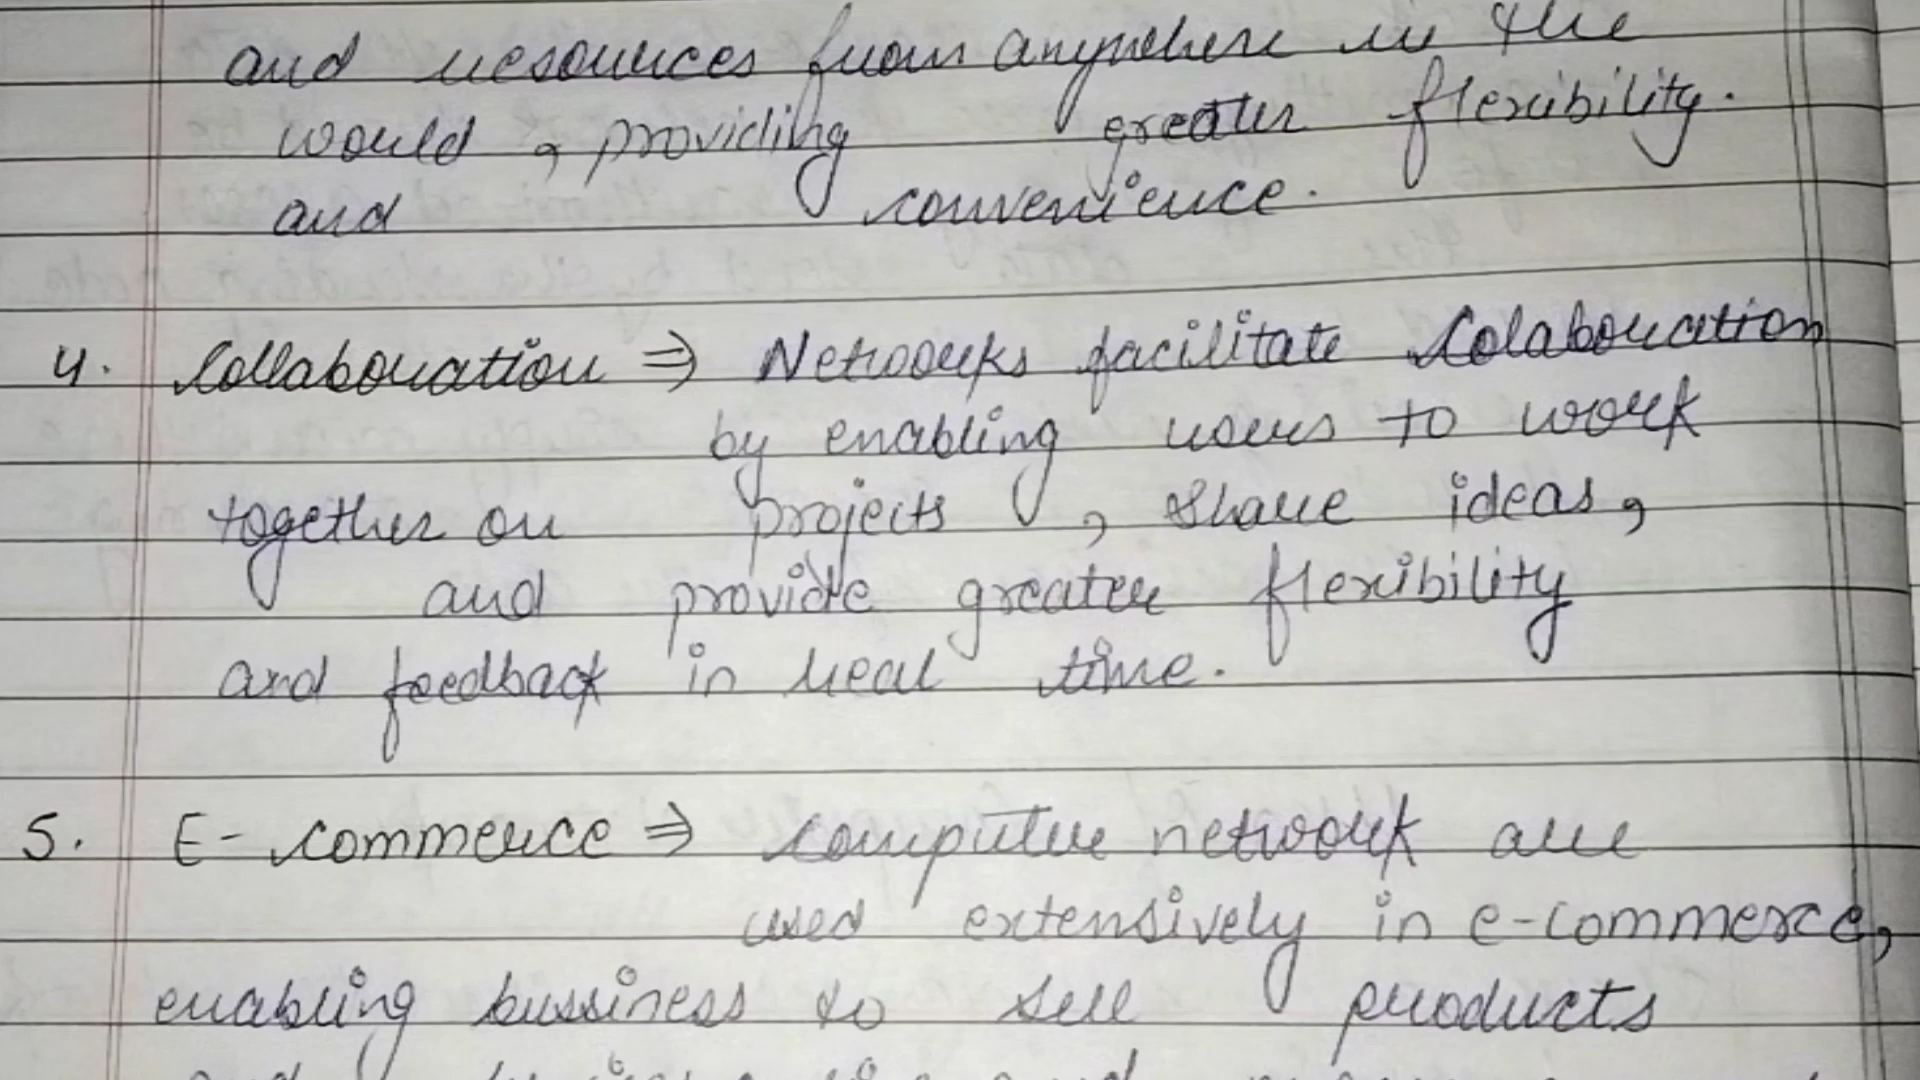 and resources from anywhere in the
would, providing greater flexibility.
and convenience.
4. Collaboration ⇒ Networks facilitate Colaboration
by enabling users to work
together on projects, share ideas,
and provide greater flexibility
and feedback in real time.
5. E-commerce ⇒ computer network are
used extensively in e-commerce,
enabling bussiness to sell products
and